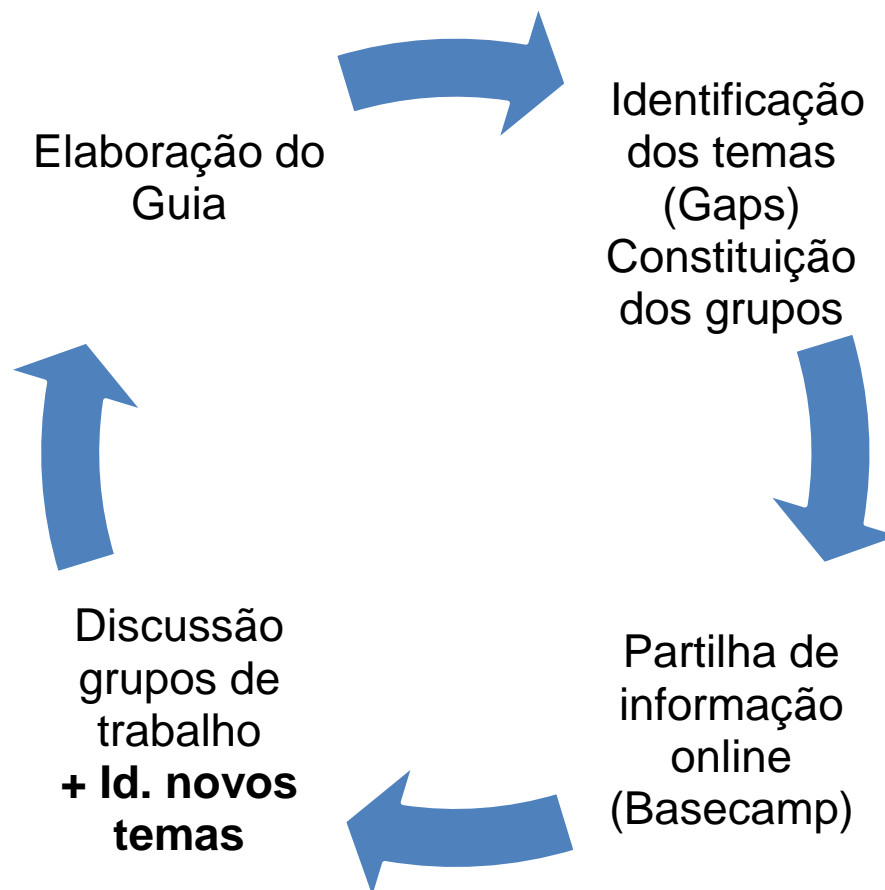 Elaboração do
Guia
Identificação
dos temas
(Gaps)
Constituição
dos grupos
Partilha de
informação
online
(Basecamp)
Discussão
grupos de
trabalho
+ Id. novos
temas